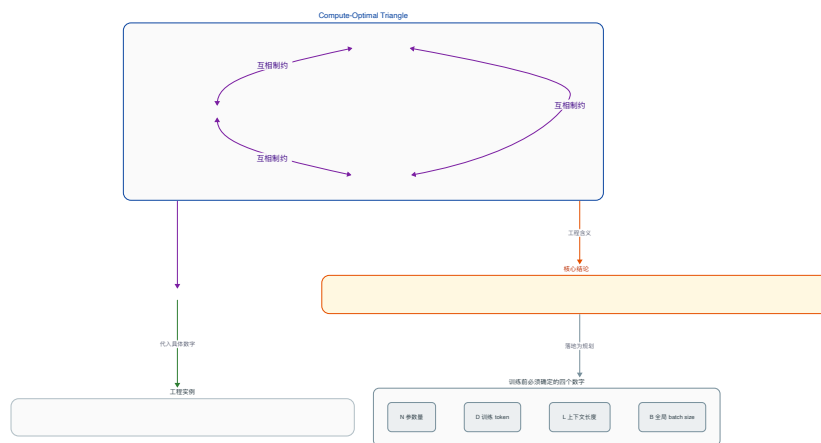 Compute-Optimal Triangle
互相制约
互相制约
互相制约
工程含义
核心结论
代入具体数字
落地为规划
训练前必须确定的四个数字
工程实例
N 参数量
D 训练 token
L 上下文长度
B 全局 batch size